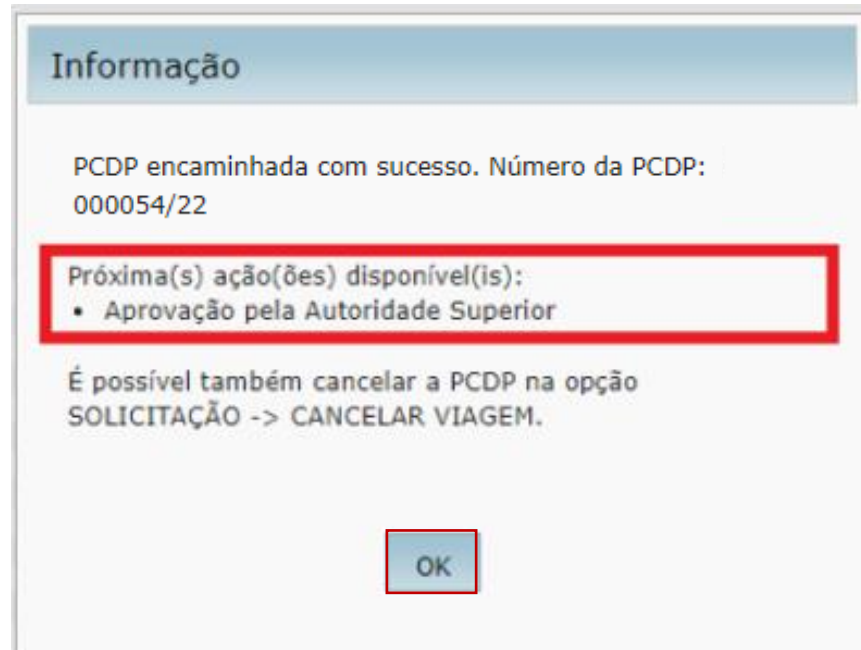 Informação
PCDP encaminhada com sucesso. Número da PCDP:
000054/22
Próxima(s) ação(ões) disponível(is):
• Aprovação pela Autoridade Superior
É possível também cancelar a PCDP na opção
SOLICITAÇÃO -> CANCELAR VIAGEM.
OK